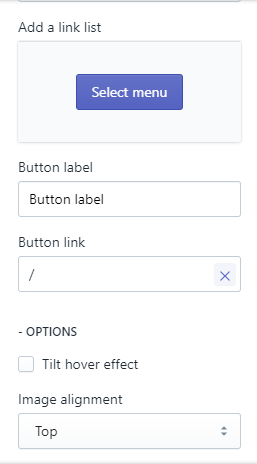 Add a link list
Select menu
Button label
Button label
Button link
/
- OPTIONS
Tilt hover effect
Image alignment
Top